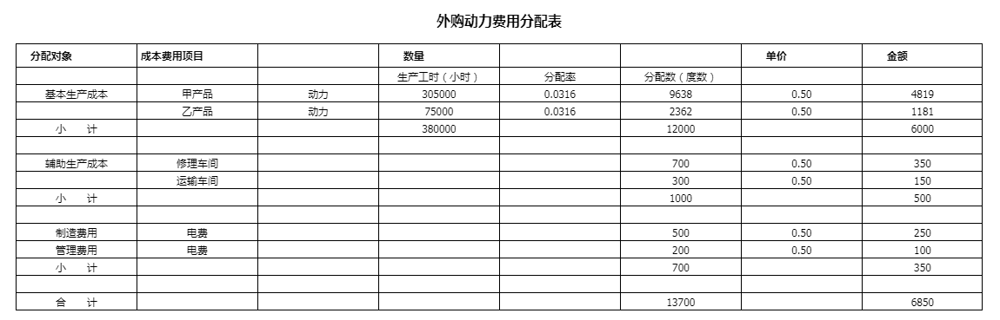 外购动力费用分配表
分配对象 成本费用项目 数量 单价 金额
生产工时（小时） 分配率 分配数（度数）
基本生产成本 甲产品 动力 305000 0.0316 9638 0.50 4819
乙产品 动力 75000 0.0316 2362 0.50 1181
小 计 380000 12000 6000
辅助生产成本 修理车间 700 0.50 350
运输车间 300 0.50 150
小 计 1000 500
制造费用 电费 500 0.50 250
管理费用 电费 200 0.50 100
小 计 700 350
合 计 13700 6850